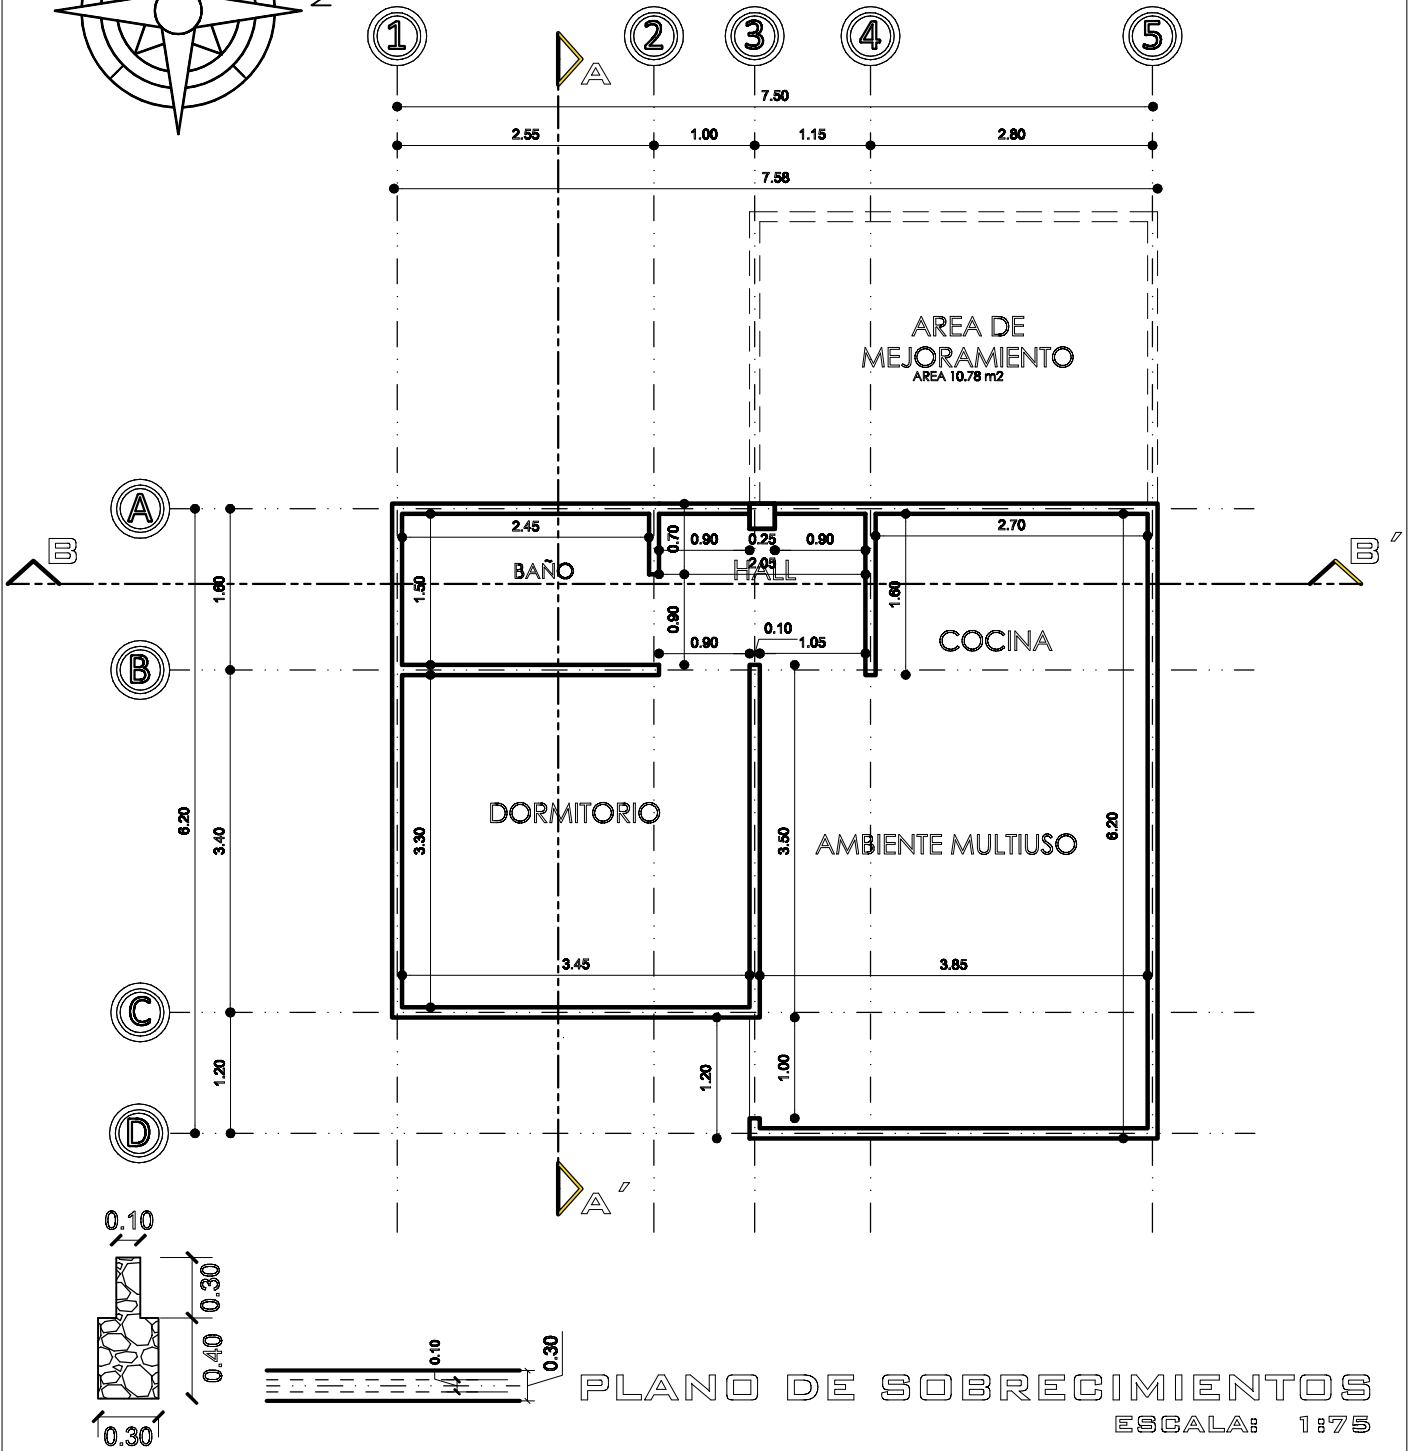 N
1 2 3 4 5
A
7.50
2.55 1.00 1.15 2.80
7.58
AREA DE
MEJORAMIENTO
AREA 10.78 m2
A
B
B´
2.45
0.70
0.90 0.25 0.90
2.70
2.05
BAÑO
HALL
1.60
1.50
1.60
0.90
0.10
0.90
1.05
COCINA
B
DORMITORIO
AMBIENTE MULTIUSO
6.20
3.40
3.30
3.50
6.20
3.45
3.85
C
1.20
1.20
1.00
D
A´
0.10
0.30
0.40
0.30
0.10
0.30
PLANO DE SOBRECIMIENTOS
ESCALA: 1:75